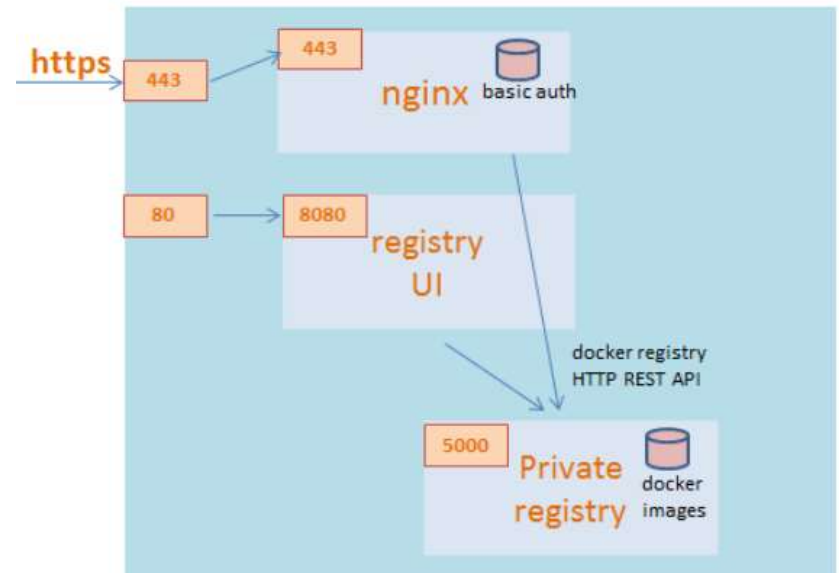 https
443
443
nginx
basic auth
80
8080
registry
UI
docker registry
HTTP REST API
5000
Private
registry
docker
images